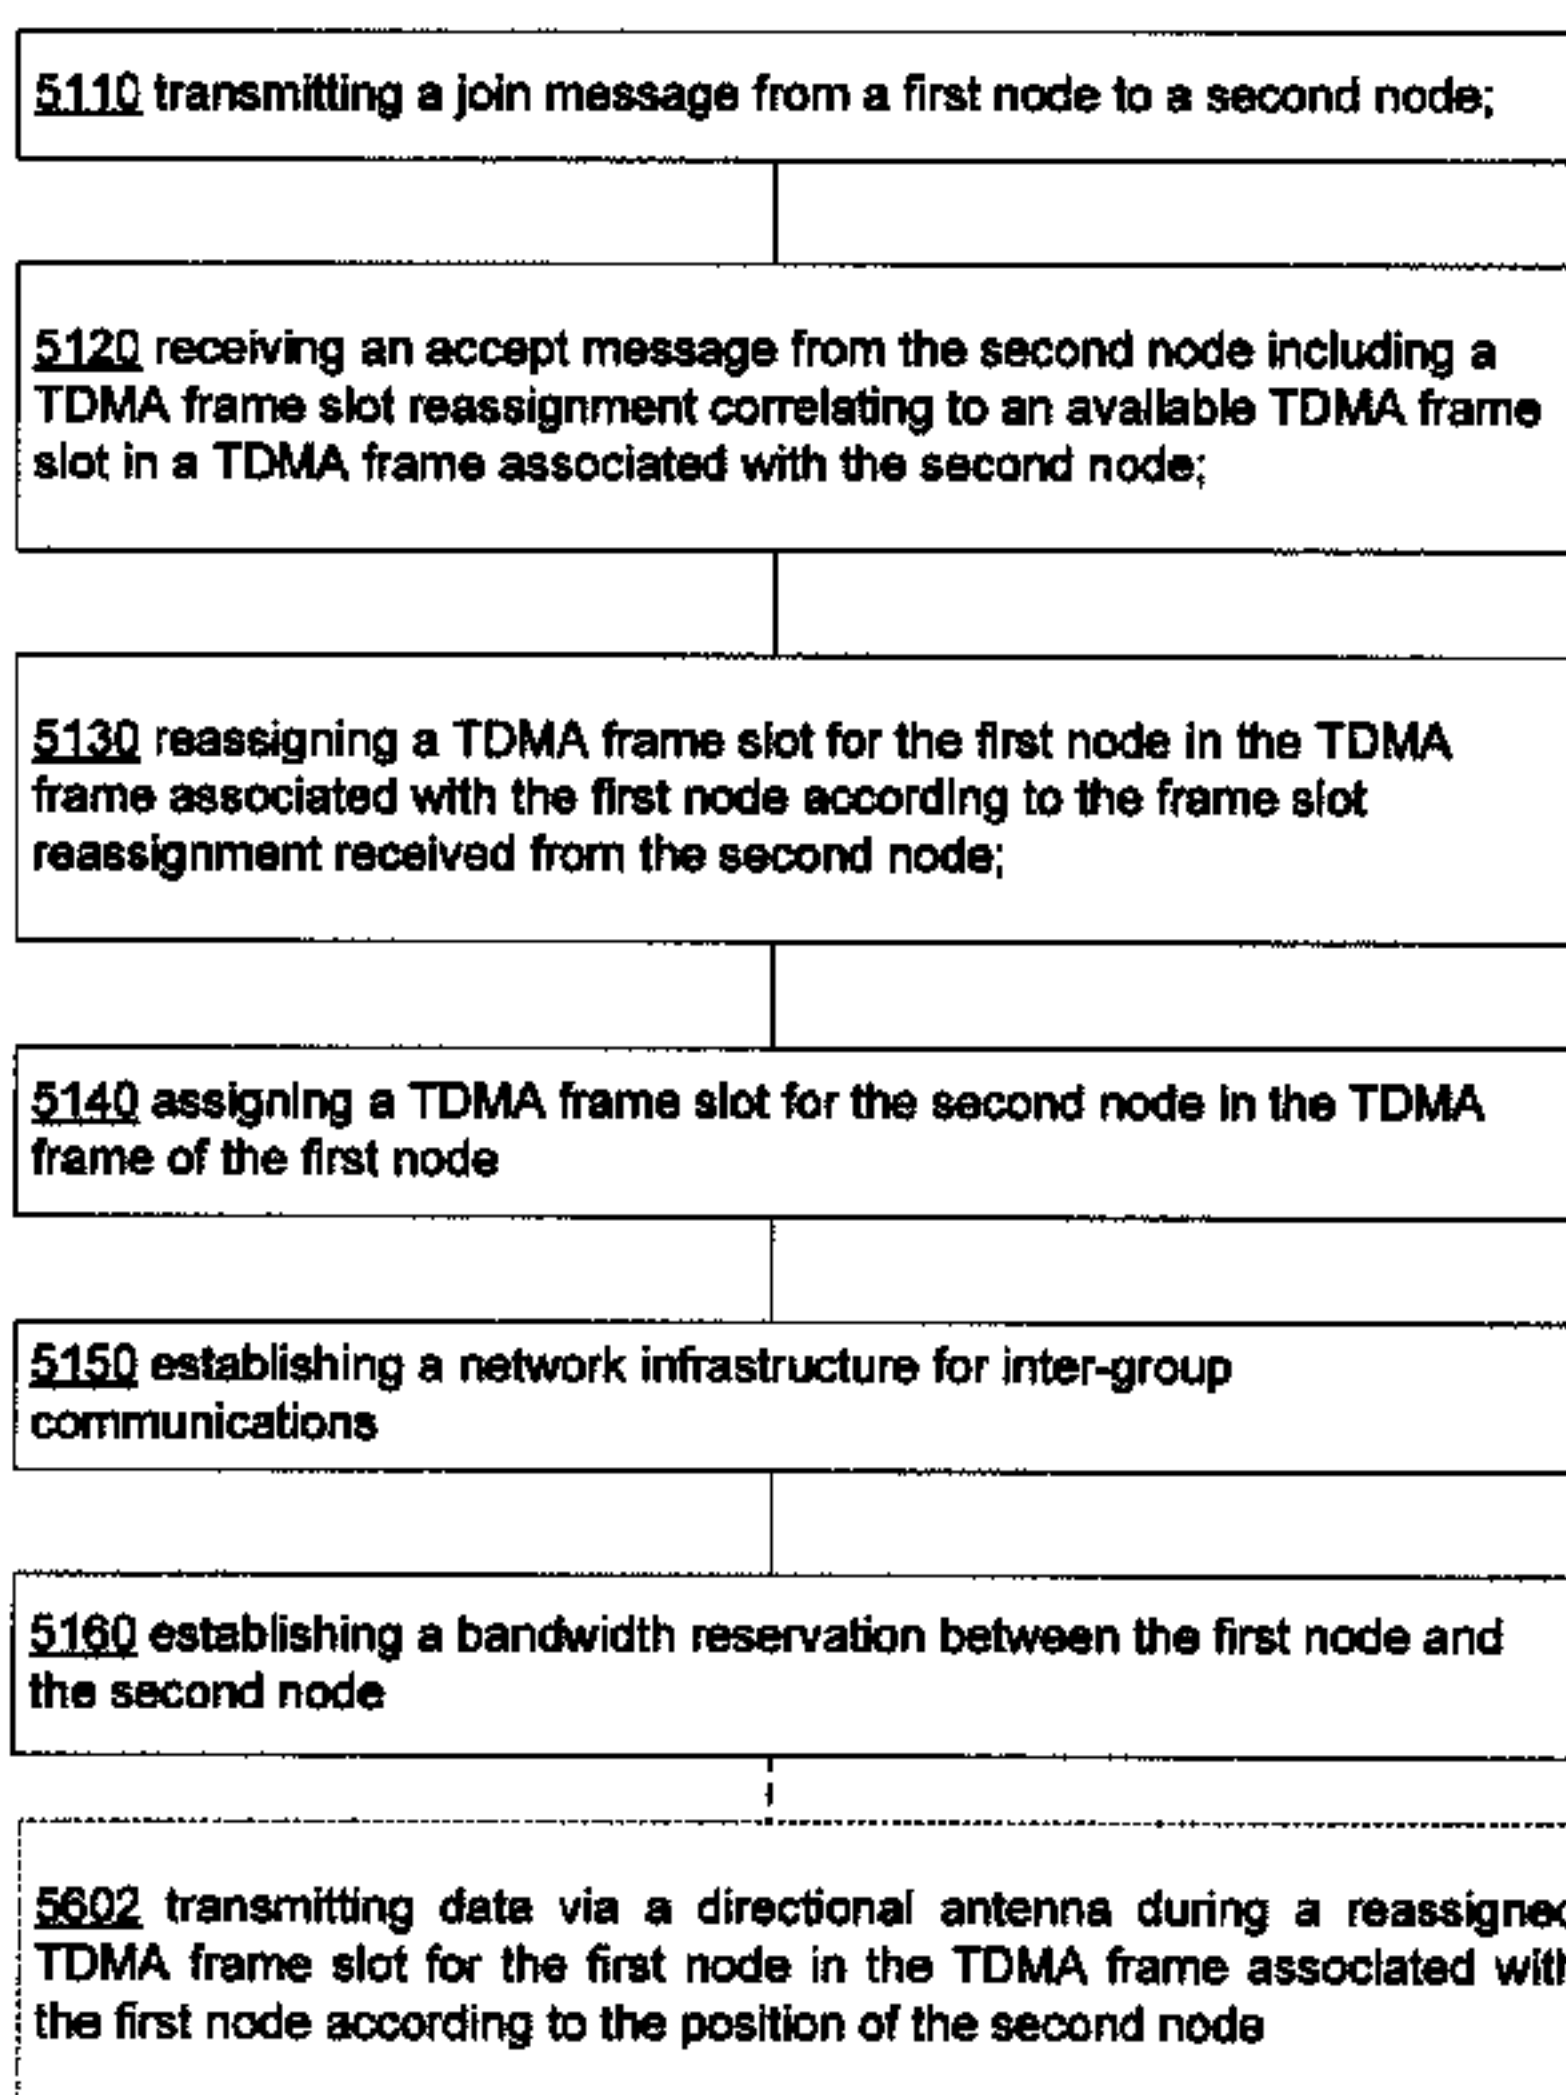 5110 transmitting a join message from a first node to a second node;
5120 receiving an accept message from the second node including a
TDMA frame slot reassignment correlating to an available TDMA frame
slot in a TDMA frame associated with the second node;
5130 reassigning a TDMA frame slot for the first node in the TDMA
frame associated with the first node according to the frame slot
reassignment received from the second node;
5140 assigning a TDMA frame slot for the second node in the TDMA
frame of the first node
5150 establishing a network infrastructure for inter-group
communications
5160 establishing a bandwidth reservation between the first node and
the second node
5602 transmitting data via a directional antenna during a reassigned
TDMA frame slot for the first node in the TDMA frame associated with
the first node according to the position of the second node